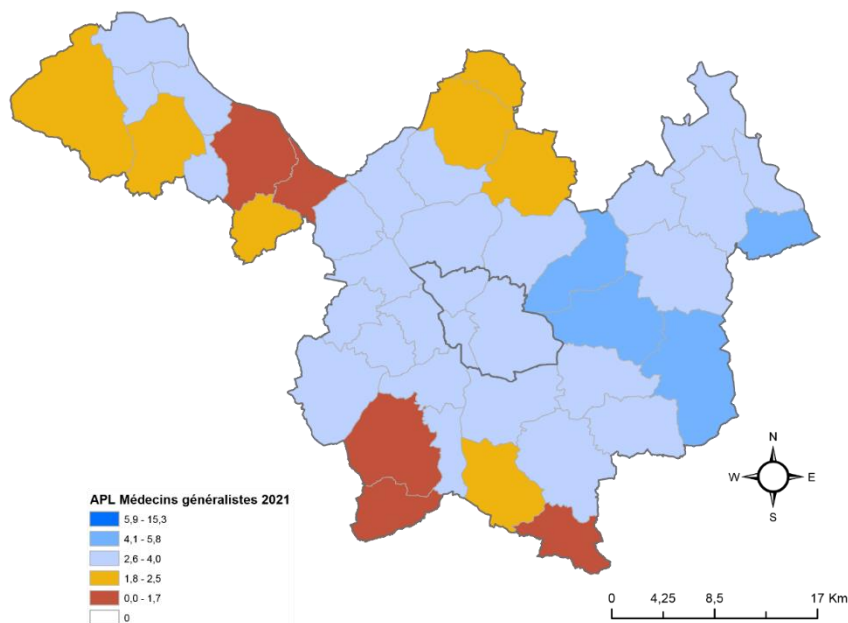 APL Médecins généralistes 2021
5,9 - 15,3
4,1 - 5,8
2,6 - 4,0
1,8 - 2,5
0,0 - 1,7
0
N
W E
S
0 4,25 8,5 17 Km